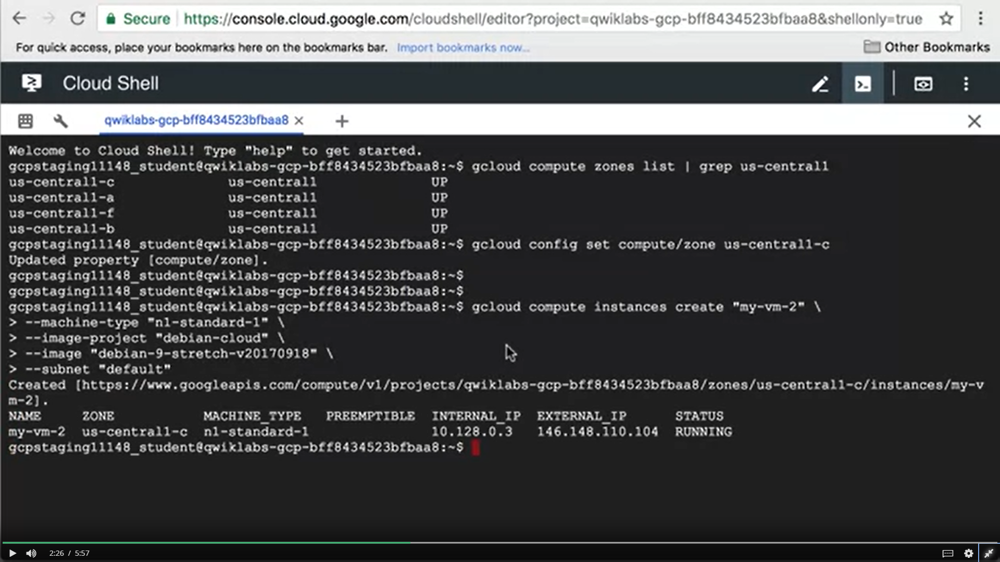 Secure https://console.cloud.google.com/cloudshell/editor?project=qwiklabs-gcp-bff8434523bfbaa8&shellonly=true
For quick access, place your bookmarks here on the bookmarks bar. Import bookmarks now... Other Bookmarks
Cloud Shell
qwiklabs-gcp-bff8434523bfbaa8
Welcome to Cloud Shell! Type "help" to get started.
gcpstaging11148_student@qwiklabs-gcp-bff8434523bfbaa8:~$ gcloud compute zones list | grep us-central1
us-central1-c us-central1 UP
us-central1-a us-central1 UP
us-central1-f us-central1 UP
us-central1-b us-central1 UP
gcpstaging11148_student@qwiklabs-gcp-bff8434523bfbaa8:~$ gcloud config set compute/zone us-central1-c
Updated property [compute/zone].
gcpstaging11148_student@qwiklabs-gcp-bff8434523bfbaa8:~$
gcpstaging11148_student@qwiklabs-gcp-bff8434523bfbaa8:~$
gcpstaging11148_student@qwiklabs-gcp-bff8434523bfbaa8:~$ gcloud compute instances create "my-vm-2" \
> --machine-type "n1-standard-1" \
> --image-project "debian-cloud" \
> --image "debian-9-stretch-v20170918" \
> --subnet "default"
Created [https://www.googleapis.com/compute/v1/projects/qwiklabs-gcp-bff8434523bfbaa8/zones/us-central1-c/instances/my-v
m-2].
NAME ZONE MACHINE_TYPE PREEMPTIBLE INTERNAL_IP EXTERNAL_IP STATUS
my-vm-2 us-central1-c n1-standard-1 10.128.0.3 146.148.110.104 RUNNING
gcpstaging11148_student@qwiklabs-gcp-bff8434523bfbaa8:~$
2:26 / 5:57